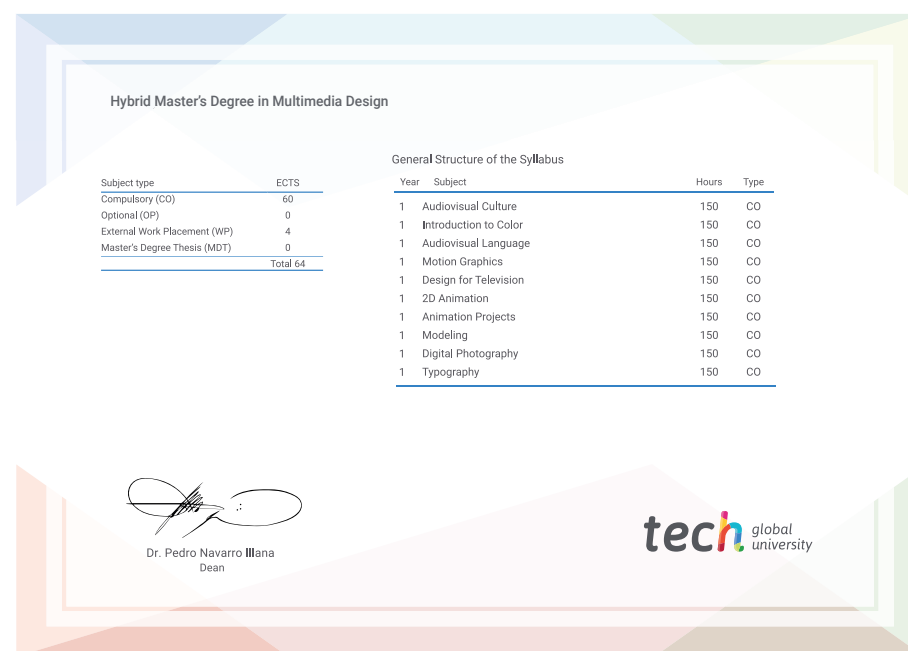 Hybrid Master's Degree in Multimedia Design
General Structure of the Syllabus
Subject type ECTS
Compulsory (CO) 60
Optional (OP) 0
External Work Placement (WP) 4
Master's Degree Thesis (MDT) 0
Total 64
Year Subject Hours Type
1 Audiovisual Culture 150 CO
1 Introduction to Color 150 CO
1 Audiovisual Language 150 CO
1 Motion Graphics 150 CO
1 Design for Television 150 CO
1 2D Animation 150 CO
1 Animation Projects 150 CO
1 Modeling 150 CO
1 Digital Photography 150 CO
1 Typography 150 CO
Dr. Pedro Navarro Illana
Dean
tech global
university